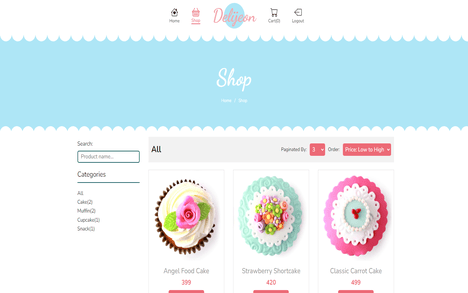 Home
Shop
Cart(0)
Logout
Shop
Home / Shop
Search:
Product name...
Categories
All
Cake(2)
Muffin(2)
Cupcake(1)
Snack(1)
All
Paginated By: 3 Order: Price: Low to High
Angel Food Cake
399
Strawberry Shortcake
420
Classic Carrot Cake
499